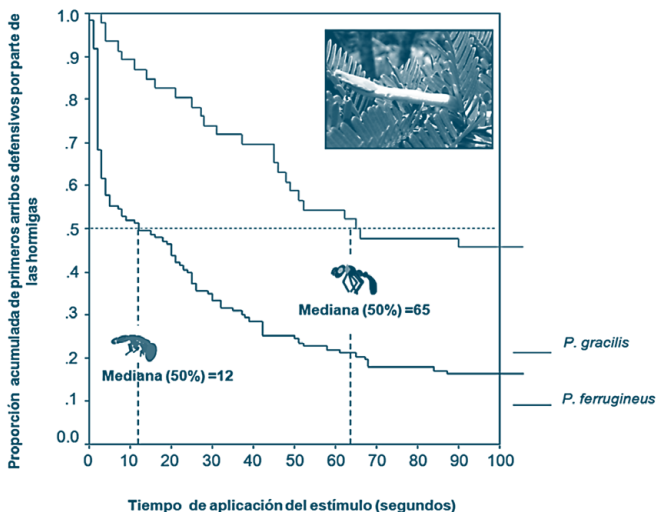 Proporción acumulada de primeros arribos defensivos por parte de
las hormigas
1.0
.9
.8
.7
.6
.5
.4
.3
.2
.1
0.0
Mediana (50%) =65
Mediana (50%) =12
P. gracilis
P. ferrugineus
0 10 20 30 40 50 60 70 80 90 100
Tiempo de aplicación del estímulo (segundos)